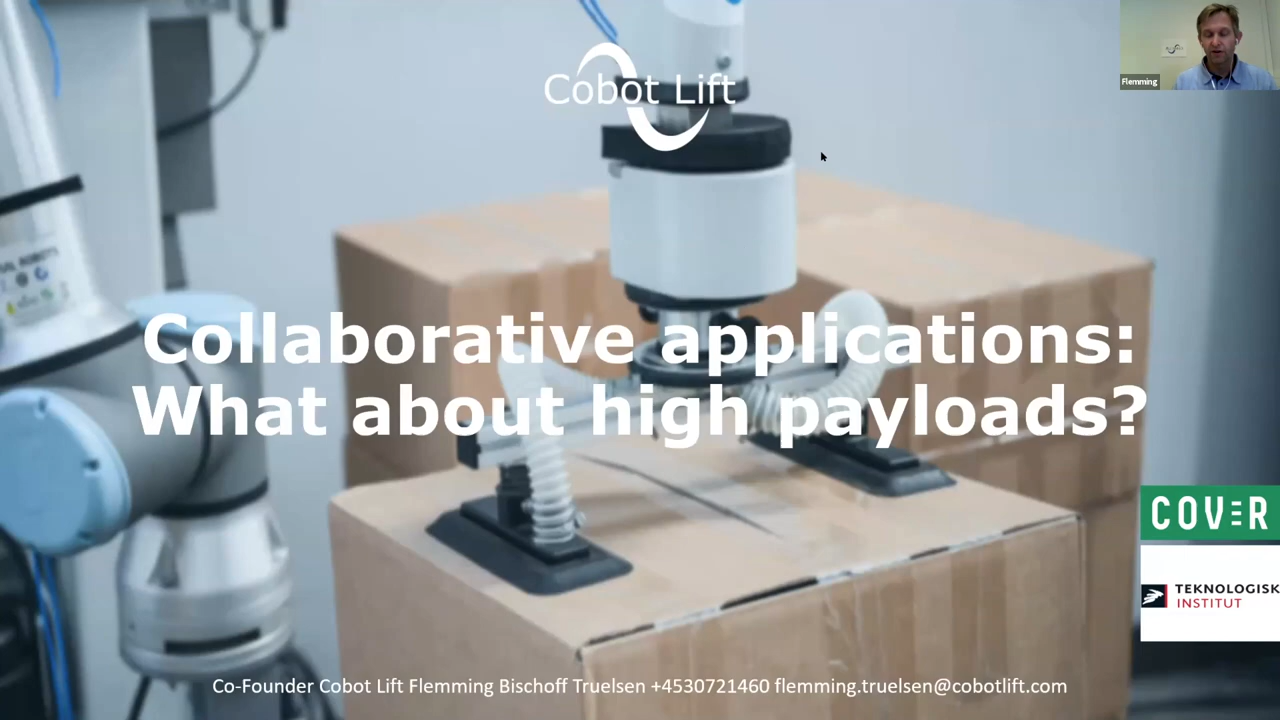 Cobot Lift
Flemming
Collaborative applications:
What about high payloads?
COVER
TEKNOLOGISK
INSTITUT
Co-Founder Cobot Lift Flemming Bischoff Truelsen +4530721460 flemming.truelsen@cobotlift.com